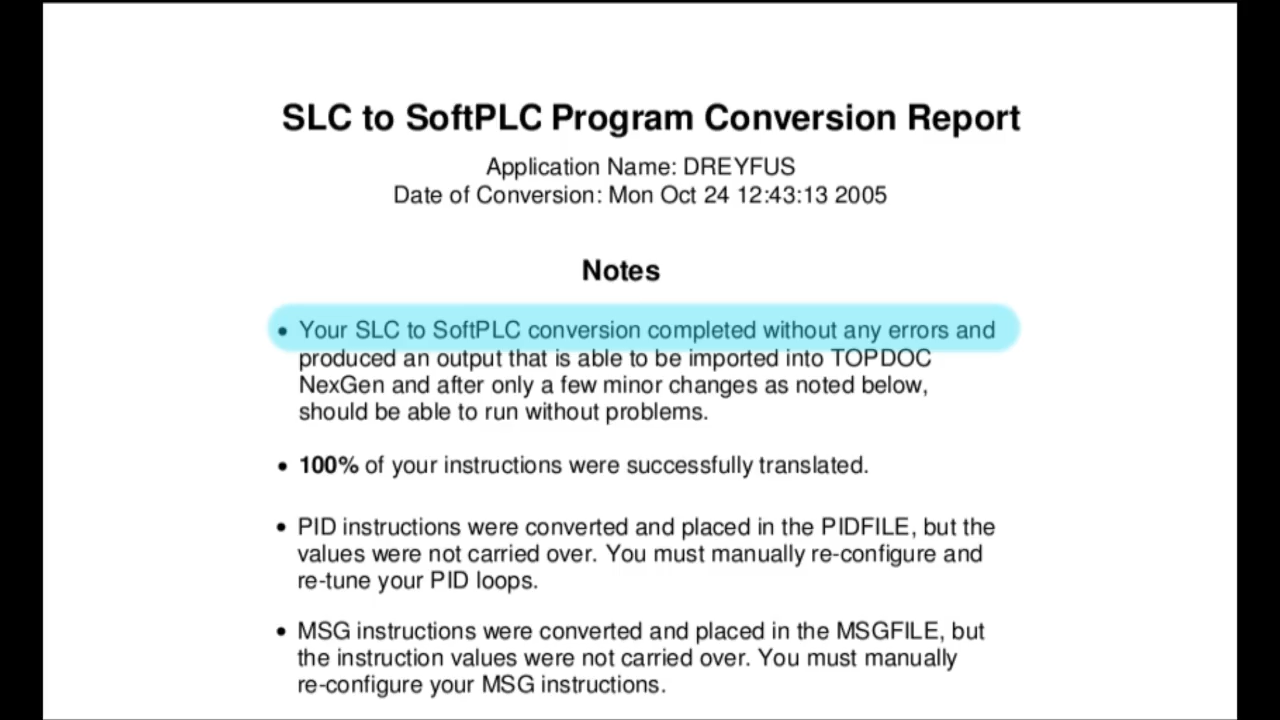 SLC to SoftPLC Program Conversion Report
Application Name: DREYFUS
Date of Conversion: Mon Oct 24 12:43:13 2005
Notes
• Your SLC to SoftPLC conversion completed without any errors and
produced an output that is able to be imported into TOPDOC
NexGen and after only a few minor changes as noted below,
should be able to run without problems.
• 100% of your instructions were successfully translated.
• PID instructions were converted and placed in the PIDFILE, but the
values were not carried over. You must manually re-configure and
re-tune your PID loops.
• MSG instructions were converted and placed in the MSGFILE, but
the instruction values were not carried over. You must manually
re-configure your MSG instructions.